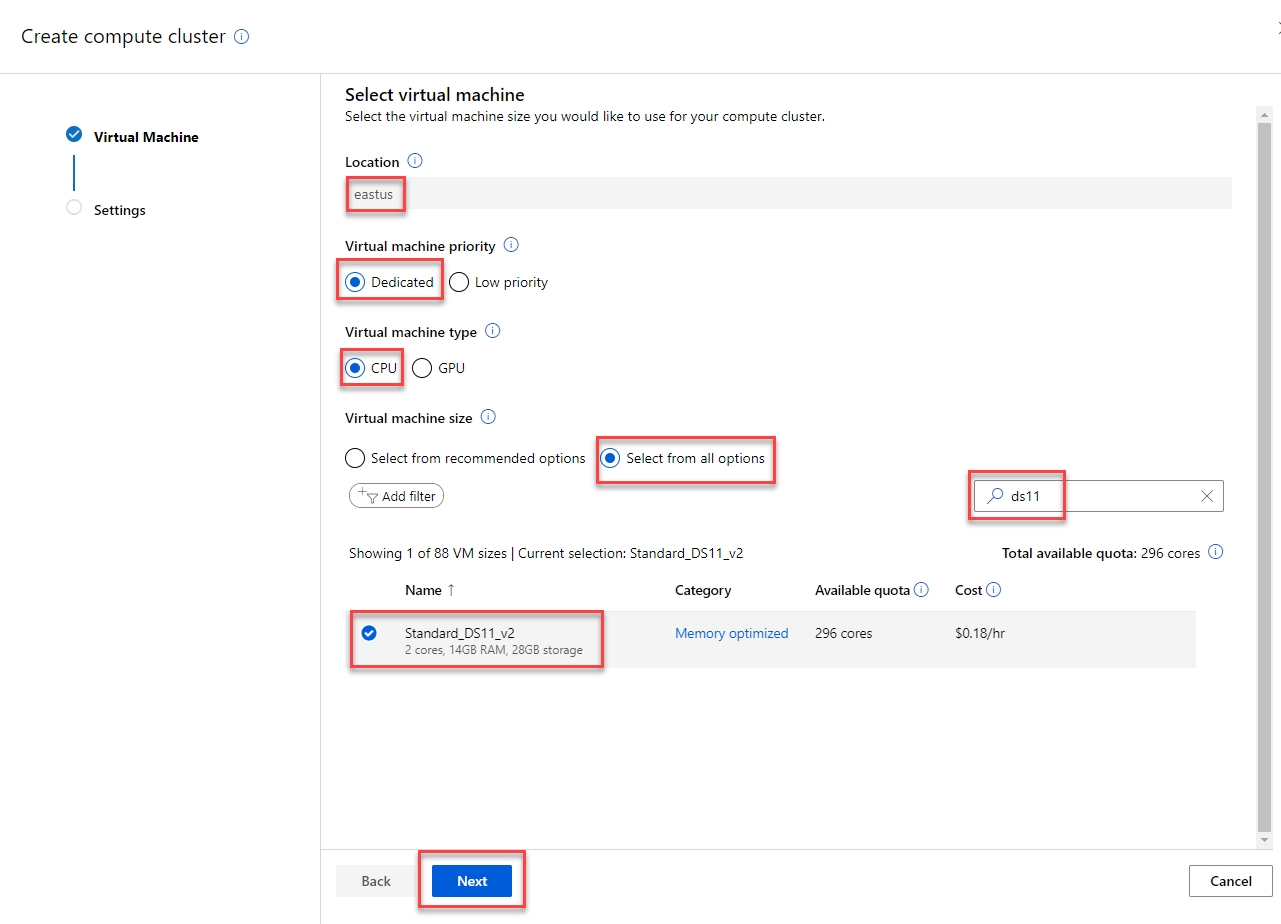 Create compute cluster
Virtual Machine
Settings
Select virtual machine
Select the virtual machine size you would like to use for your compute cluster.
Location
eastus
Virtual machine priority
Dedicated Low priority
Virtual machine type
CPU GPU
Virtual machine size
Select from recommended options Select from all options
Add filter ds11
Showing 1 of 88 VM sizes | Current selection: Standard_DS11_v2 Total available quota: 296 cores
Name ↑ Category Available quota Cost
Standard_DS11_v2 Memory optimized 296 cores $0.18/hr
2 cores, 14GB RAM, 28GB storage
Back Next Cancel